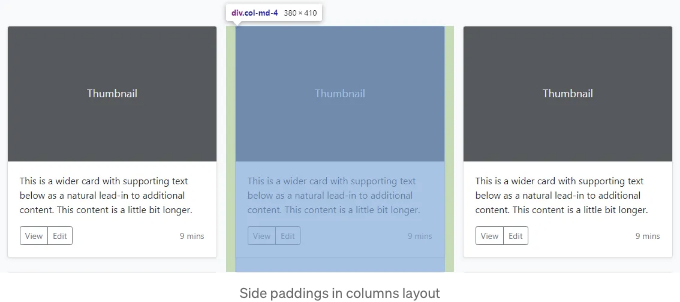 div.col-md-4 380 × 410
Thumbnail Thumbnail Thumbnail
This is a wider card with supporting text
below as a natural lead-in to additional
content. This content is a little bit longer.
View Edit 9 mins
This is a wider card with supporting text
below as a natural lead-in to additional
content. This content is a little bit longer.
View Edit 9 mins
This is a wider card with supporting text
below as a natural lead-in to additional
content. This content is a little bit longer.
View Edit 9 mins
Side paddings in columns layout